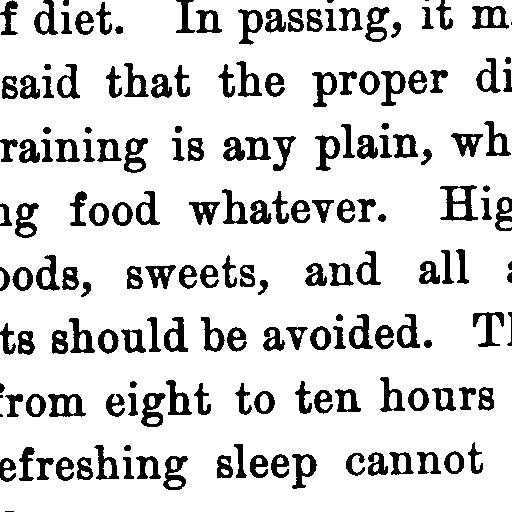 f diet. In passing, it m
said that the proper di
raining is any plain, wh
ng food whatever. Hig
oods, sweets, and all
ts should be avoided. Th
from eight to ten hours
efreshing sleep cannot